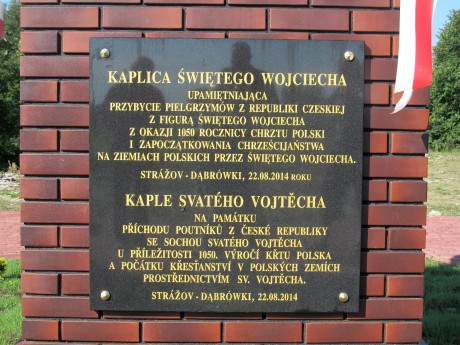 KAPLICA ŚWIĘTEGO WOJCIECHA
UPAMIĘTNIAJĄCA
PRZYBYCIE PIELGRZYMÓW Z REPUBLIKI CZESKIEJ
Z FIGURĄ ŚWIĘTEGO WOJCIECHA
Z OKAZJI 1050 ROCZNICY CHRZTU POLSKI
I ZAPOCZĄTKOWANIA CHRZEŚCIJAŃSTWA
NA ZIEMIACH POLSKICH PRZEZ ŚWIĘTEGO WOJCIECHA.
STRÁŽOV - DĄBRÓWKI, 22.08.2014 ROKU
KAPLE SVATÉHO VOJTĚCHA
NA PAMÁTKU
PŘÍCHODU POUTNÍKŮ Z ČESKÉ REPUBLIKY
SE SOCHOU SVATÉHO VOJTĚCHA
U PŘÍLEŽITOSTI 1050. VÝROČÍ KŘTU POLSKA
A POČÁTKU KŘESŤANSTVÍ V POLSKÝCH ZEMÍCH
PROSTŘEDNICTVÍM SV. VOJTĚCHA.
STRÁŽOV - DĄBRÓWKI, 22.08.2014